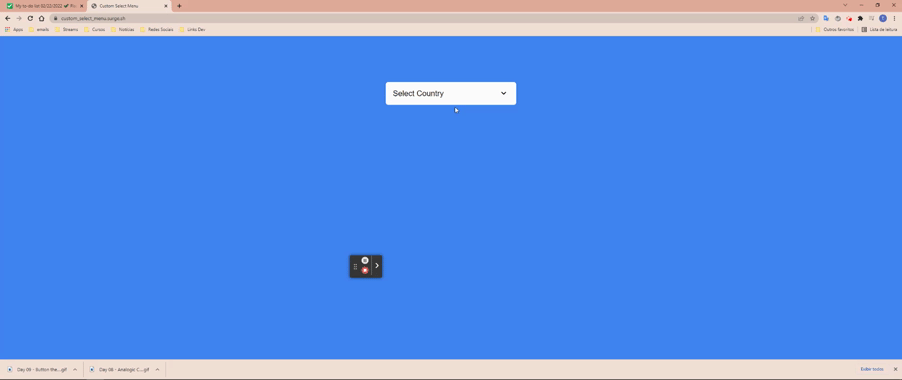 My to-do list! 02/22/2022
Custom Select Menu
custom_select_menu.surge.sh
Apps
emails
Streams
Cursos
Notícias
Redes Sociais
Links Dev
Outros favoritos
Lista de leitura
Select Country
Day 09 - Button the....gif
Day 08 - Analogic C....gif
Exibir todos